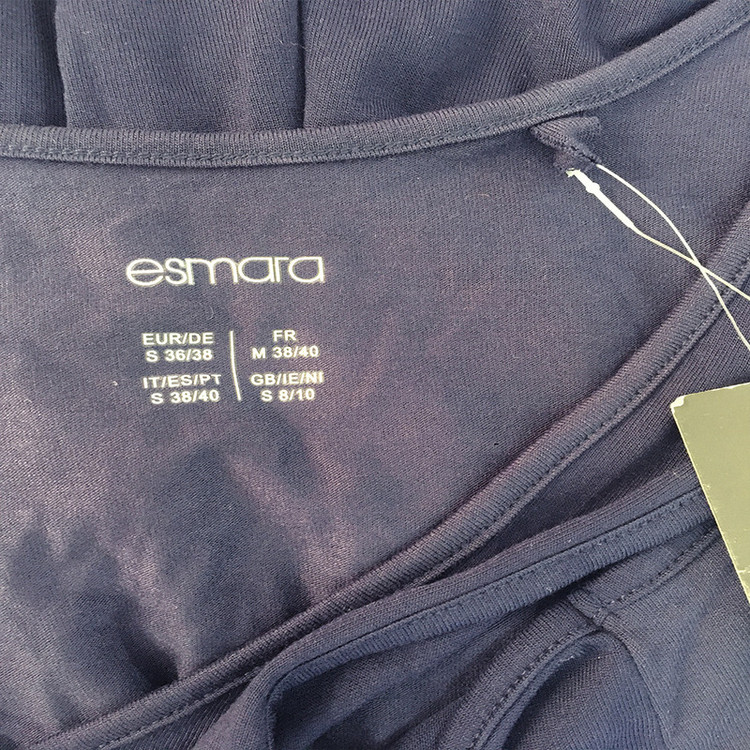 esmara
EUR/DE
S 36/38
FR
M 38/40
IT/ES/PT
S 38/40
GB/IE/NI
S 8/10